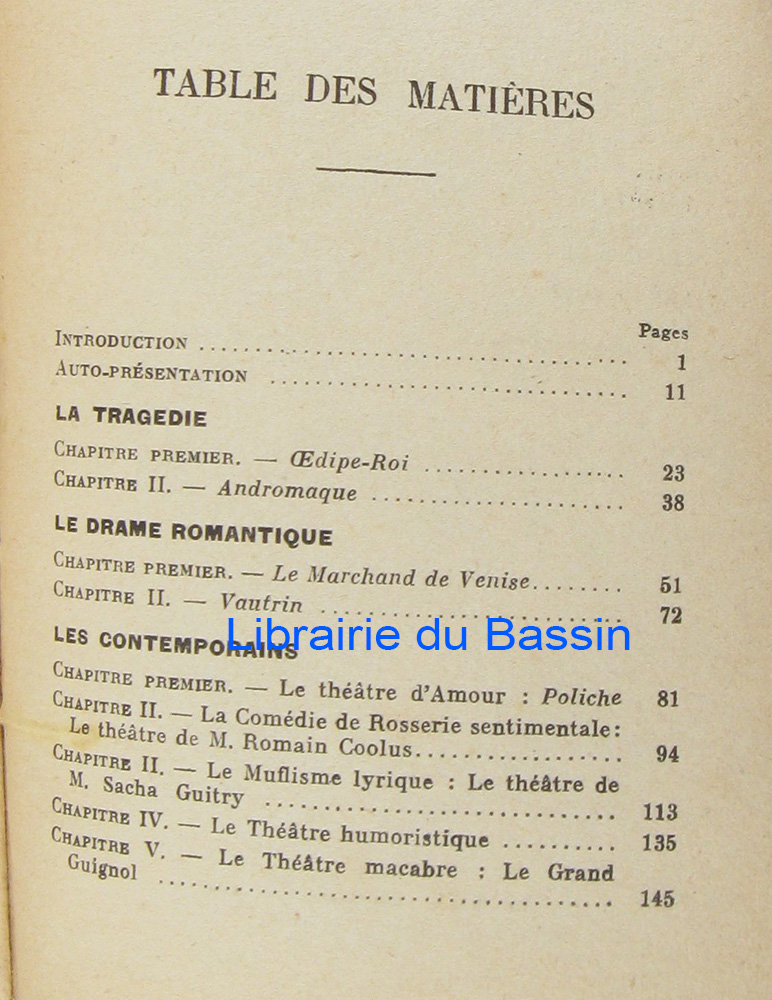 TABLE DES MATIÈRES
Pages
INTRODUCTION ........................................ 1
AUTO-PRÉSENTATION ................................ 11
LA TRAGEDIE
CHAPITRE PREMIER. — Œdipe-Roi .................. 23
CHAPITRE II. — Andromaque ....................... 38
LE DRAME ROMANTIQUE
CHAPITRE PREMIER. — Le Marchand de Venise........ 51
CHAPITRE II. — Vautrin ............................ 72
Librairie du Bassin
LES CONTEMPORAINS
CHAPITRE PREMIER. — Le théâtre d'Amour : Poliche 81
CHAPITRE II. — La Comédie de Rosserie sentimentale:
Le théâtre de M. Romain Coolus.................. 94
CHAPITRE II. — Le Muflisme lyrique : Le théâtre de
M. Sacha Guitry ................................ 113
CHAPITRE IV. — Le Théâtre humoristique .......... 135
CHAPITRE V. — Le Théâtre macabre : Le Grand
Guignol ........................................ 145